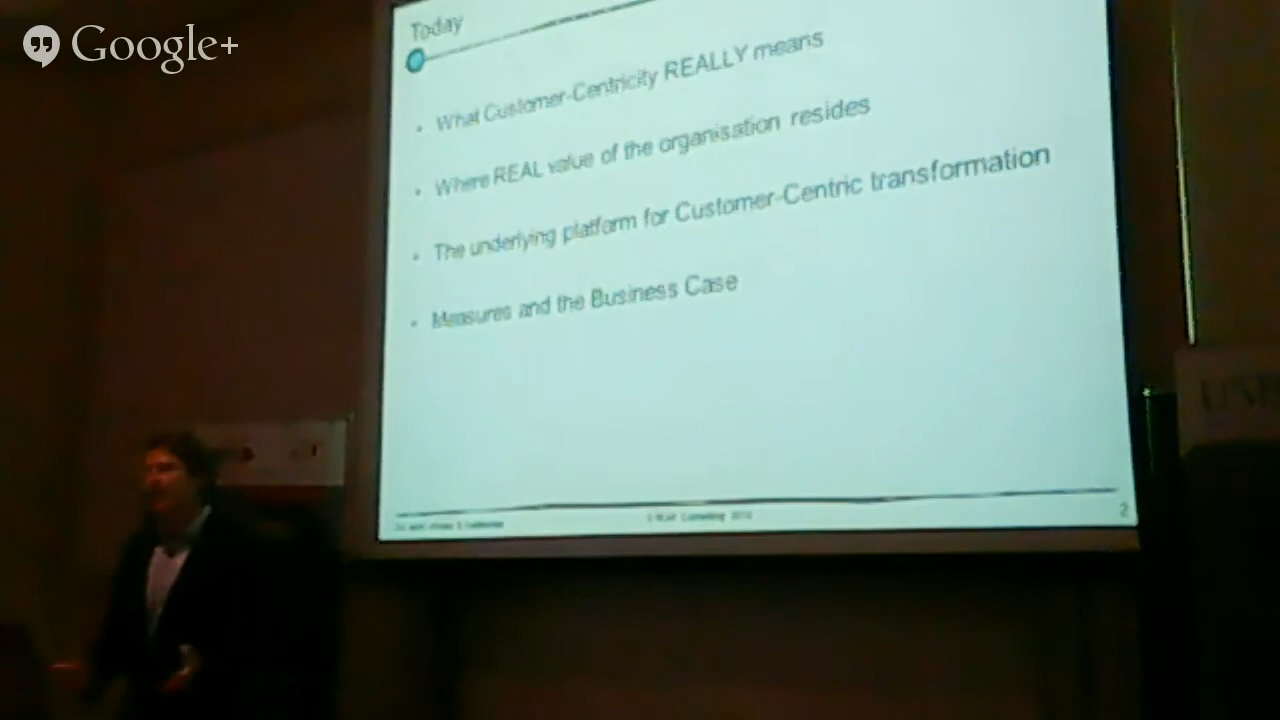 Google+
Today
What Customer-Centricity REALLY means
Where REAL value of the organisation resides
The underlying platform for Customer-Centric transformation
Measures and the Business Case
2